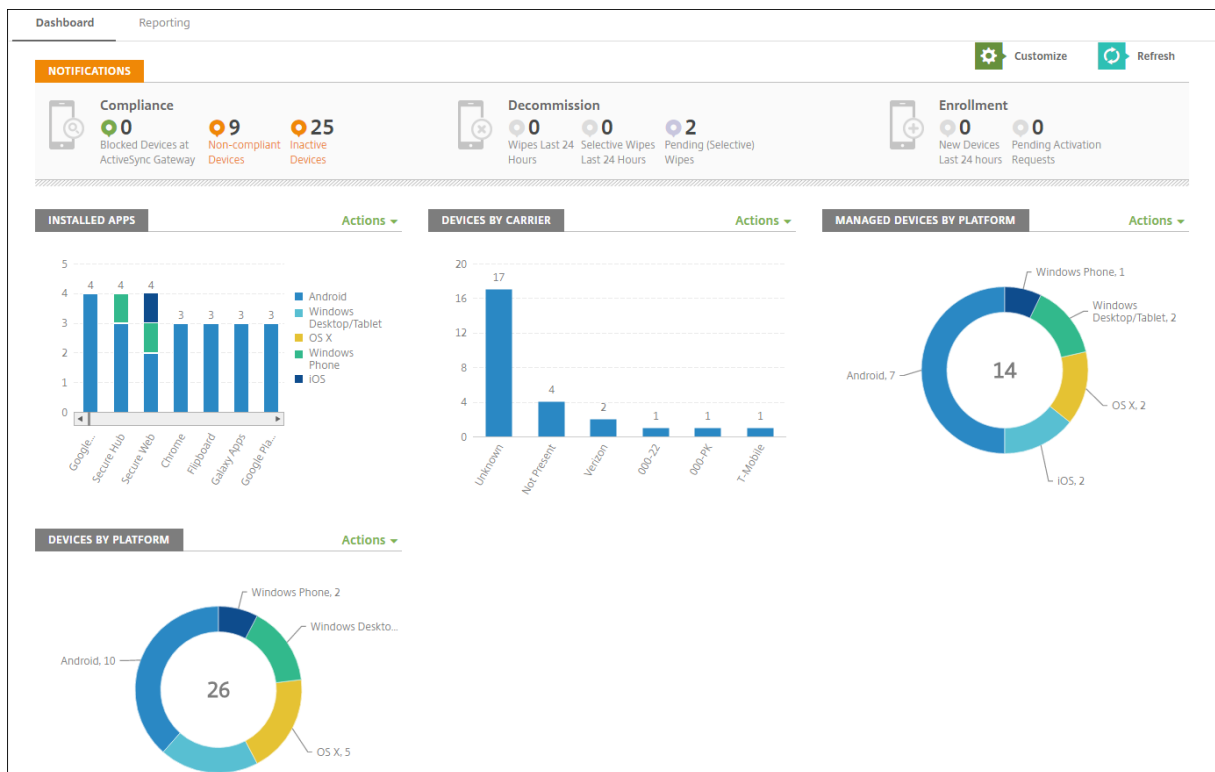 Dashboard Reporting
Customize Refresh
NOTIFICATIONS
Compliance
0 9 25
Blocked Devices at Non-compliant Inactive
ActiveSync Gateway Devices Devices
Decommission
0 0 2
Wipes Last 24 Selective Wipes Pending (Selective)
Hours Last 24 Hours Wipes
Enrollment
0 0
New Devices Pending Activation
Last 24 hours Requests
INSTALLED APPS Actions
5
4
3
2
1
0
4 4 4 3 3 3 3
Google...
Secure Hub
Secure Web
Chrome
Flipboard
Galaxy Apps
Google Pla...
Android
Windows
Desktop/Tablet
OS X
Windows
Phone
iOS
DEVICES BY CARRIER Actions
20
16
12
8
4
0
17 4 2 1 1 1
Unknown
Not Present
Verizon
000-22
000-PK
T-Mobile
MANAGED DEVICES BY PLATFORM Actions
Windows Phone, 1
Windows
Desktop/Tablet, 2
Android, 7
14
OS X, 2
iOS, 2
DEVICES BY PLATFORM Actions
Windows Phone, 2
Windows Deskto...
Android, 10
26
OS X, 5